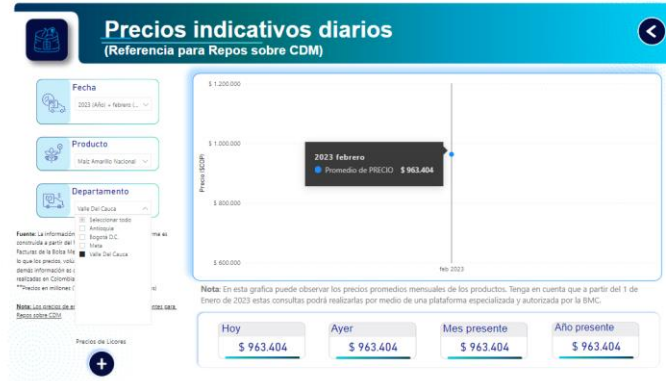 Precios indicativos diarios
(Referencia para Repos sobre CDM)
Fecha
2023 (Año) + febrero (...
Producto
Maíz Amarillo Nacional
Departamento
Valle Del Cauca
Seleccionar todo
Antioquia
Bogotá D.C.
Meta
Valle Del Cauca
Fuente: La información
construida a partir del
Facturas de la Bolsa Me
lo que los precios, volu
demás información es
realizadas en Colombia
**Precios en millones (
Nota: Los precios de
Repos sobre CDM
Precios de Licores
Precio ($COP)
$ 1.200.000
$ 1.000.000
$ 800.000
$ 600.000
2023 febrero
Promedio de PRECIO $ 963.404
feb 2023
Nota: En esta grafica puede observar los precios promedios mensuales de los productos. Tenga en cuenta que a partir del 1 de
Enero de 2023 estas consultas podrá realizarlas por medio de una plataforma especializada y autorizada por la BMC.
Hoy
$ 963.404
Ayer
$ 963.404
Mes presente
$ 963.404
Año presente
$ 963.404